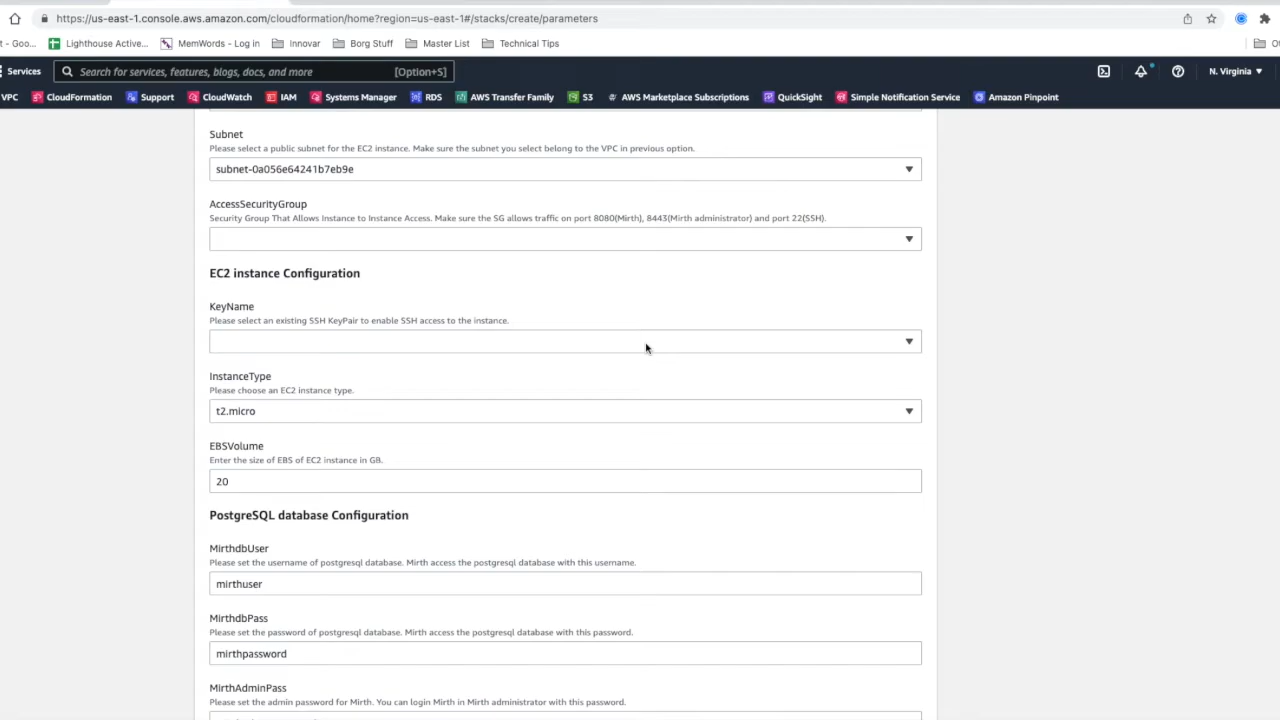 https://us-east-1.console.aws.amazon.com/cloudformation/home?region=us-east-1#/stacks/create/parameters
t - Goo... Lighthouse Active... MemWords - Log in Innovar Borg Stuff Master List Technical Tips
Services Search for services, features, blogs, docs, and more [Option+S] N. Virginia
VPC CloudFormation Support CloudWatch IAM Systems Manager RDS AWS Transfer Family S3 AWS Marketplace Subscriptions QuickSight Simple Notification Service Amazon Pinpoint
Subnet
Please select a public subnet for the EC2 instance. Make sure the subnet you select belong to the VPC in previous option.
subnet-0a056e64241b7eb9e
AccessSecurityGroup
Security Group That Allows Instance to Instance Access. Make sure the SG allows traffic on port 8080(Mirth), 8443(Mirth administrator) and port 22(SSH).
EC2 instance Configuration
KeyName
Please select an existing SSH KeyPair to enable SSH access to the instance.
InstanceType
Please choose an EC2 instance type.
t2.micro
EBSVolume
Enter the size of EBS of EC2 instance in GB.
20
PostgreSQL database Configuration
MirthdbUser
Please set the username of postgresql database. Mirth access the postgresql database with this username.
mirthuser
MirthdbPass
Please set the password of postgresql database. Mirth access the postgresql database with this password.
mirthpassword
MirthAdminPass
Please set the admin password for Mirth. You can login Mirth in Mirth administrator with this password.